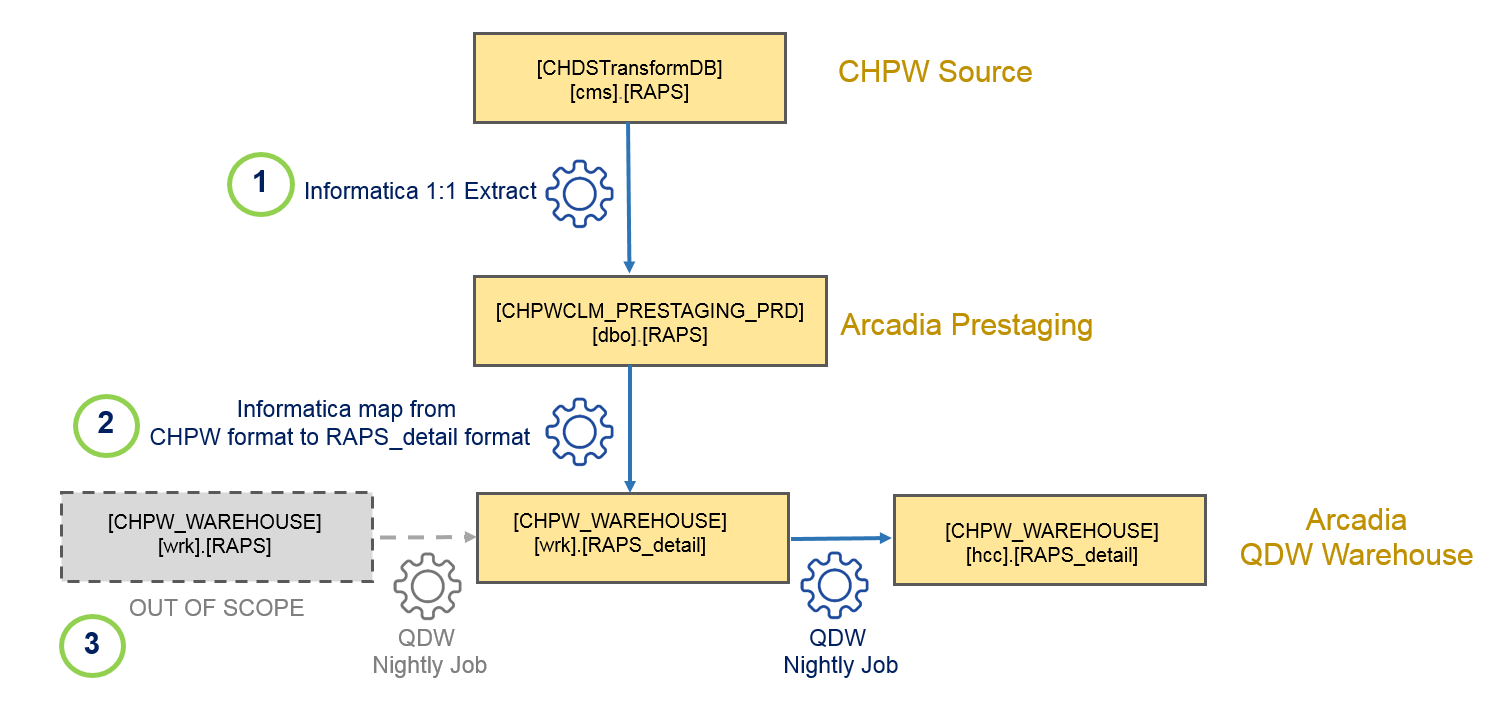 [CHDSTransformDB]
[cms].[RAPS]
CHPW Source
1
Informatica 1:1 Extract
[CHPWCLM_PRESTAGING_PRD]
[dbo].[RAPS]
Arcadia Prestaging
2
Informatica map from
CHPW format to RAPS_detail format
[CHPW_WAREHOUSE]
[wrk].[RAPS]
OUT OF SCOPE
[CHPW_WAREHOUSE]
[wrk].[RAPS_detail]
[CHPW_WAREHOUSE]
[hcc].[RAPS_detail]
Arcadia
QDW Warehouse
3
QDW
Nightly Job
QDW
Nightly Job